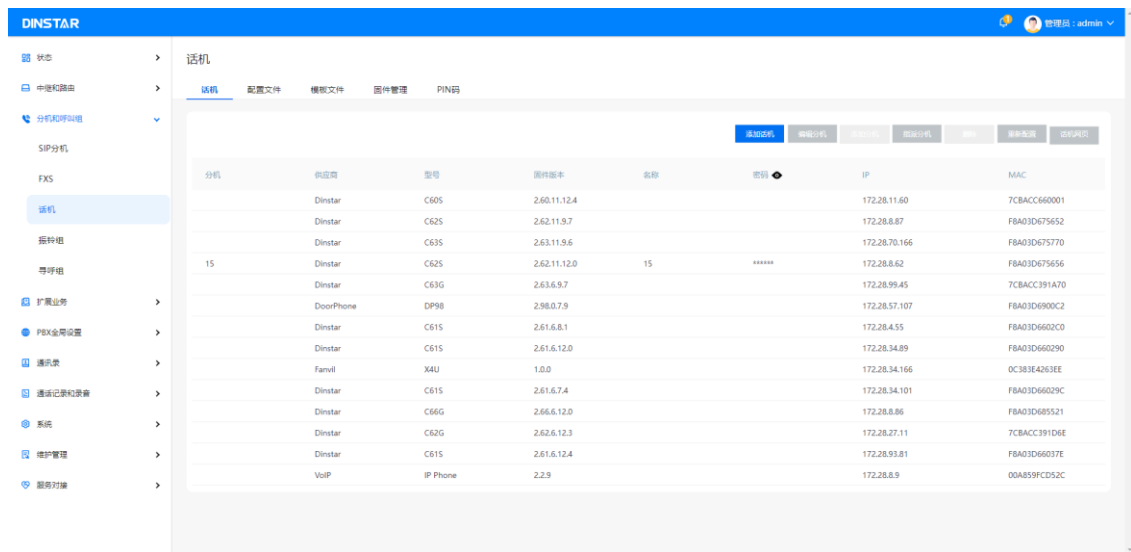 DINSTAR
1
管理员 : admin
状态
中继和路由
分机和呼叫组
SIP分机
FXS
话机
振铃组
寻呼组
扩展业务
PBX全局设置
通讯录
通话记录和录音
系统
维护管理
服务对接
话机
话机 配置文件 模板文件 固件管理 PIN码
添加话机 编辑分机 指派分机 删除 重新配置 话机网页
分机 供应商 型号 固件版本 名称 密码 IP MAC
Dinstar C60S 2.60.11.12.4 172.28.11.60 7CBACC660001
Dinstar C62S 2.62.11.9.7 172.28.8.87 F8A03D675652
Dinstar C63S 2.63.11.9.6 172.28.70.166 F8A03D675770
15 Dinstar C62S 2.62.11.12.0 15 ****** 172.28.8.62 F8A03D675656
Dinstar C63G 2.63.6.9.7 172.28.99.45 7CBACC391A70
DoorPhone DP98 2.98.0.7.9 172.28.57.107 F8A03D6900C2
Dinstar C61S 2.61.6.8.1 172.28.4.55 F8A03D6602C0
Dinstar C61S 2.61.6.12.0 172.28.34.89 F8A03D660290
Fanvil X4U 1.0.0 172.28.34.166 0C383E4263EE
Dinstar C61S 2.61.6.7.4 172.28.34.101 F8A03D66029C
Dinstar C66G 2.66.6.12.0 172.28.8.86 F8A03D685521
Dinstar C62G 2.62.6.12.3 172.28.27.11 7CBACC391D6E
Dinstar C61S 2.61.6.12.4 172.28.93.81 F8A03D66037E
VoIP IP Phone 2.2.9 172.28.8.9 00A859FCD52C